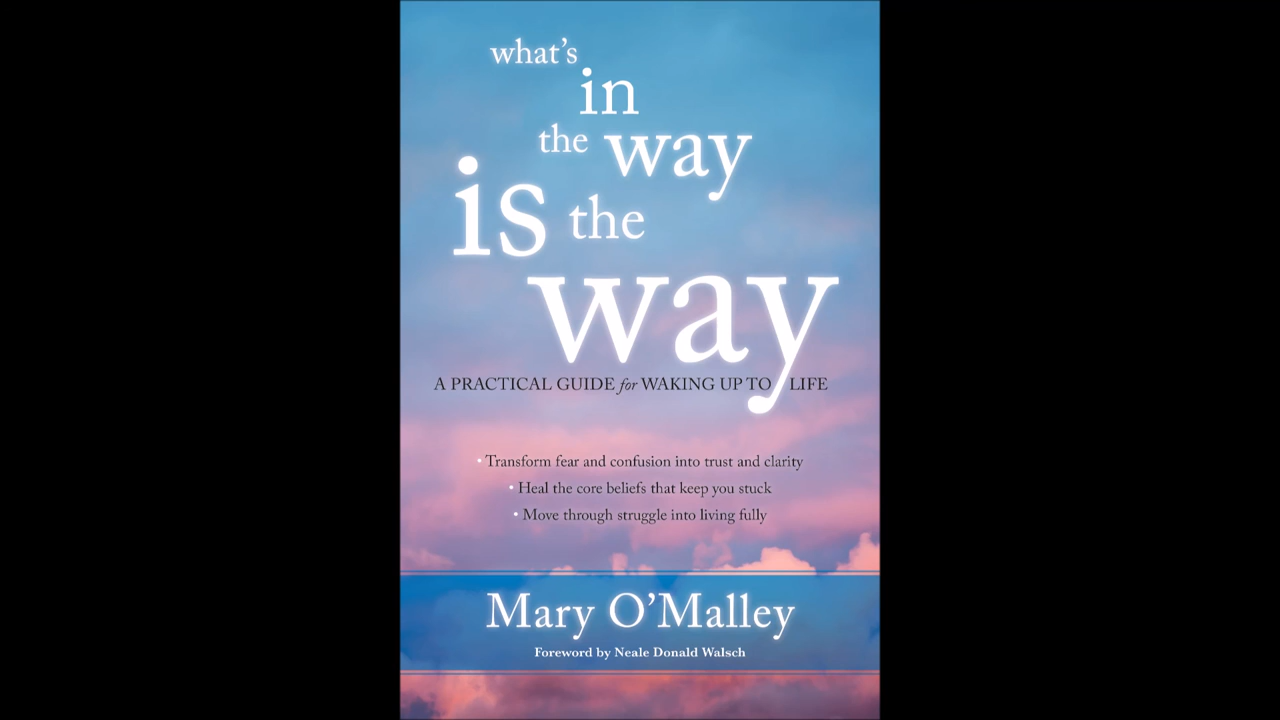 what's
in
the way
is the
way
A PRACTICAL GUIDE for WAKING UP TO LIFE
• Transform fear and confusion into trust and clarity
• Heal the core beliefs that keep you stuck
• Move through struggle into living fully
Mary O'Malley
Foreword by Neale Donald Walsch